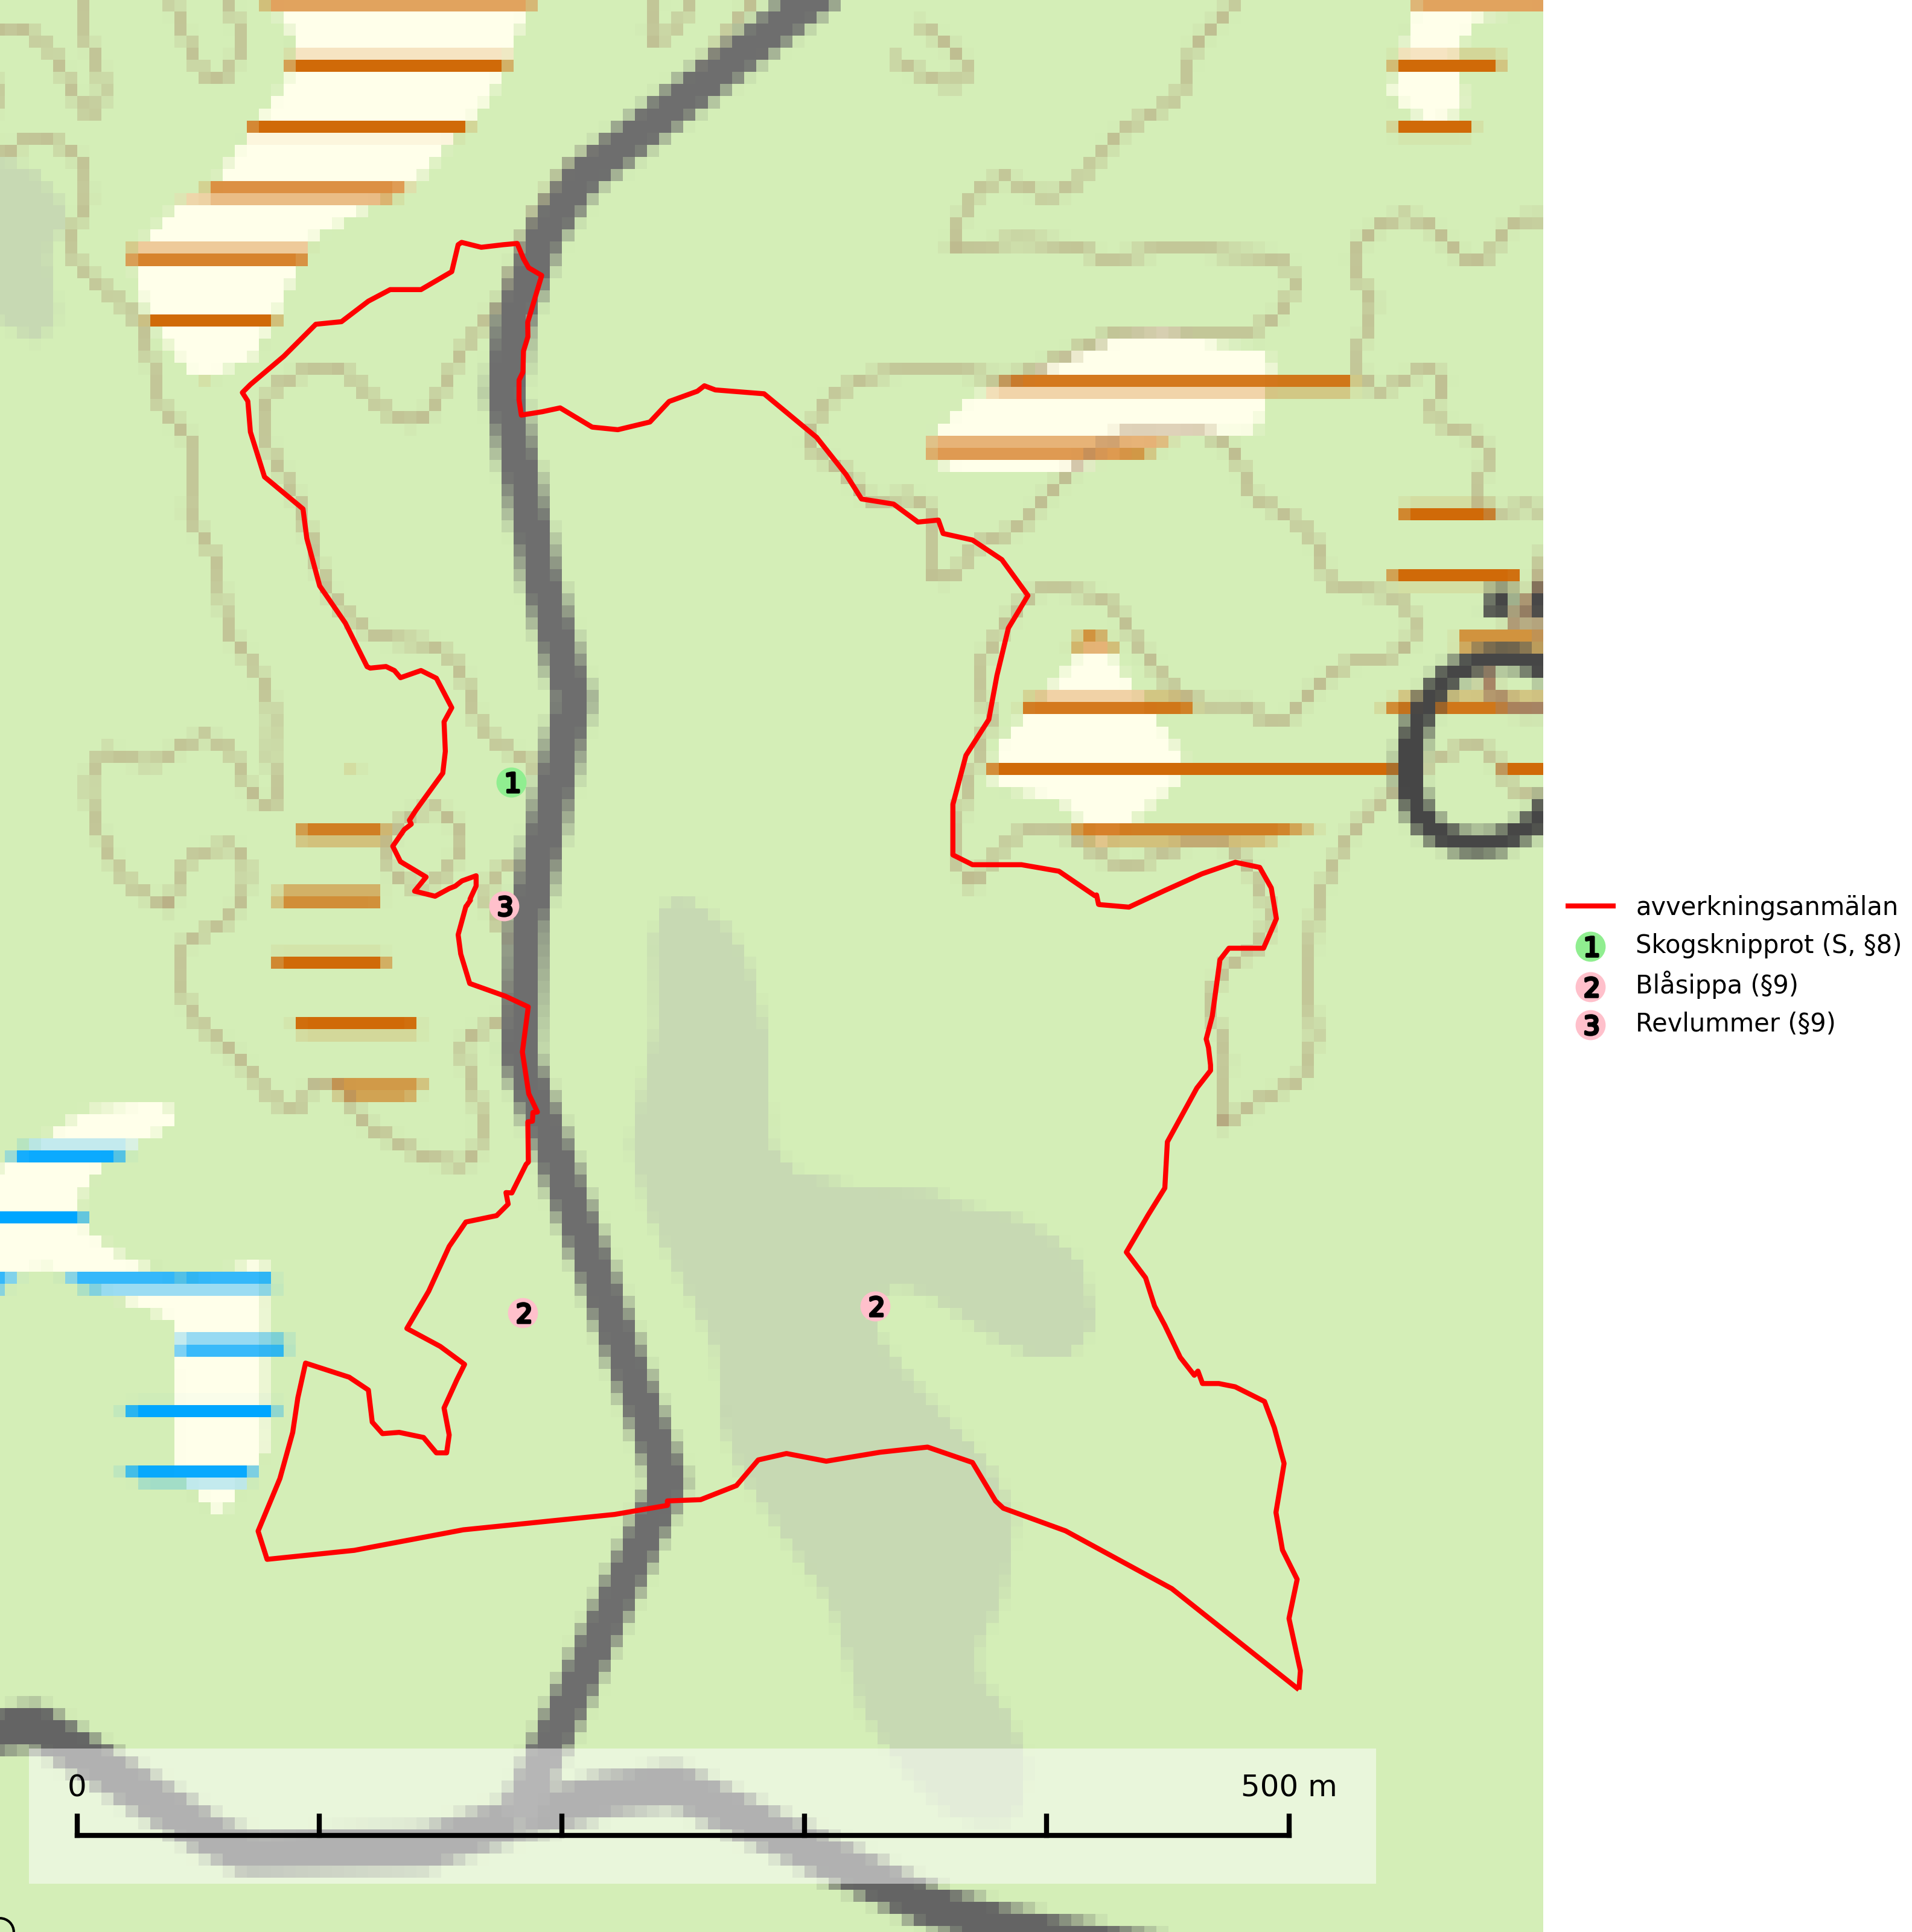 1
3
2
2
0
500 m
avverkningsanmälan
1 Skogsknipprot (S, §8)
2 Blåsippa (§9)
3 Revlummer (§9)